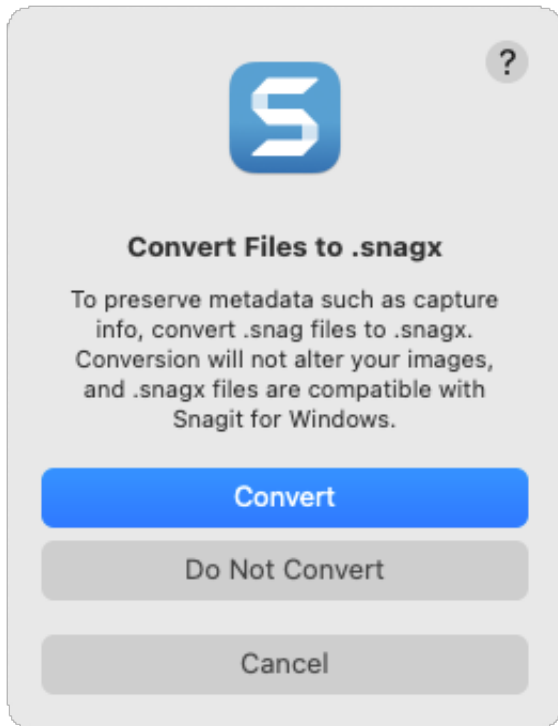 ?
Convert Files to .snagx
To preserve metadata such as capture
info, convert .snag files to .snagx.
Conversion will not alter your images,
and .snagx files are compatible with
Snagit for Windows.
Convert
Do Not Convert
Cancel